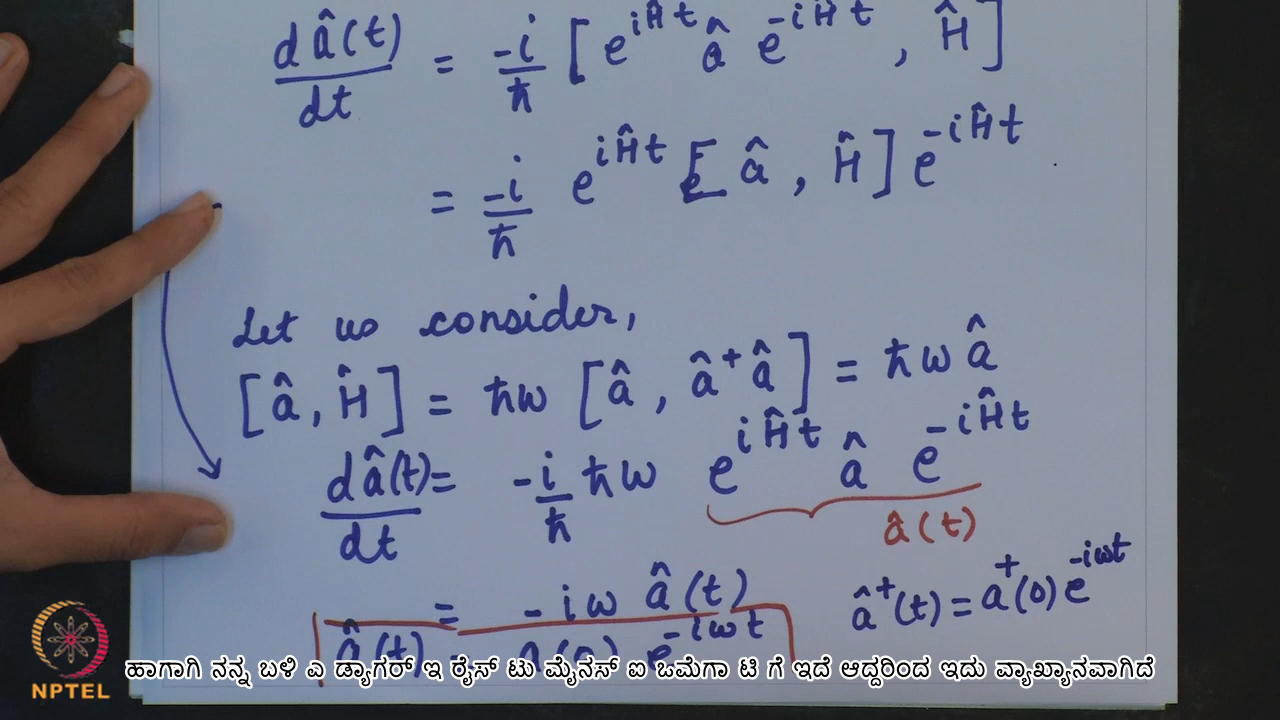 dâ(t)/dt = -i/ħ [ e^{iĤt} â e^{-iĤt} , Ĥ ]
= -i/ħ e^{iĤt} [ â , Ĥ ] e^{-iĤt}
Let us consider,
[ â , Ĥ ] = ħω [ â , â⁺â ] = ħω â
dâ(t)/dt = -i/ħ ħω e^{iĤt} â e^{-iĤt}
â(t)
= -iω â(t)
â⁺(t) = a⁺(0) e^{-iωt}
â(t) = a(0) e^{-iωt}
ಹಾಗಾಗಿ ನನ್ನ ಬಳಿ ಎ ಡ್ಯಾಗರ್ ಇ ರೈಸ್ ಟು ಮೈನಸ್ ಐ ಒಮೆಗಾ ಟಿ ಗೆ ಇದೆ ಆದ್ದರಿಂದ ಇದು ವ್ಯಾಖ್ಯಾನವಾಗಿದೆ
NPTEL